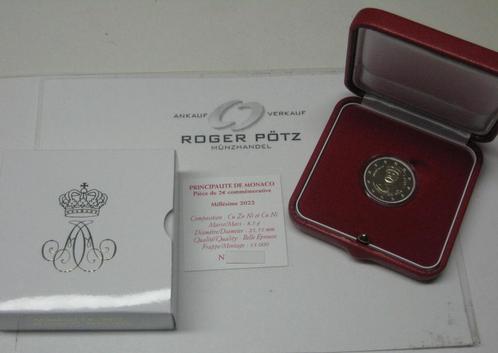 ANKAUF VERKAUF
ROGER PÖTZ
MÜNZHANDEL
PRINCIPAUTE DE MONACO
Pièce de 2€ commémorative
Millésime 2022
Composition : Cu Zn Ni et Cu Ni
Masse/Mass : 8.5 g
Diamètre/Diameter : 25,75 mm
Qualité/Quality : Belle Epreuve
Frappe/Mintage : 15 000
N